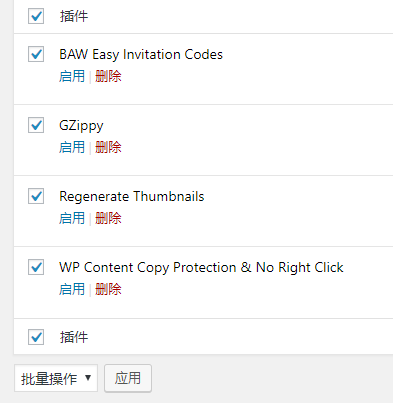 插件
BAW Easy Invitation Codes
启用 | 删除
GZippy
启用 | 删除
Regenerate Thumbnails
启用 | 删除
WP Content Copy Protection & No Right Click
启用 | 删除
插件
批量操作 ▼ 应用